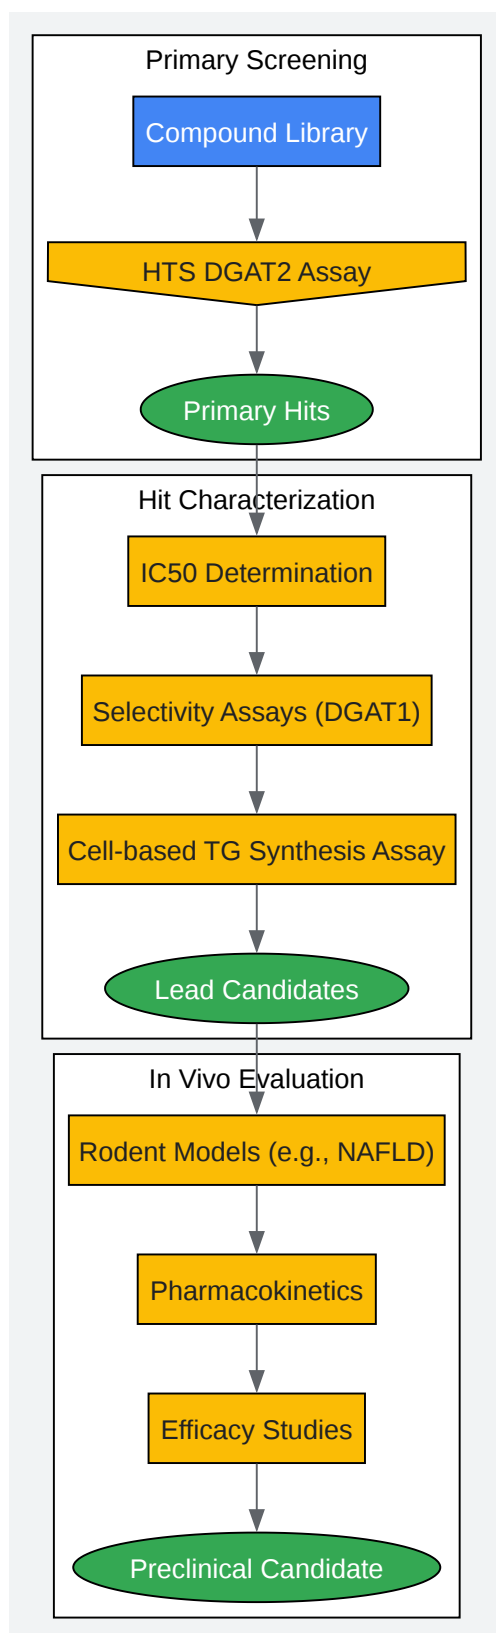 Primary Screening
Compound Library
HTS DGAT2 Assay
Primary Hits
Hit Characterization
IC50 Determination
Selectivity Assays (DGAT1)
Cell-based TG Synthesis Assay
Lead Candidates
In Vivo Evaluation
Rodent Models (e.g., NAFLD)
Pharmacokinetics
Efficacy Studies
Preclinical Candidate